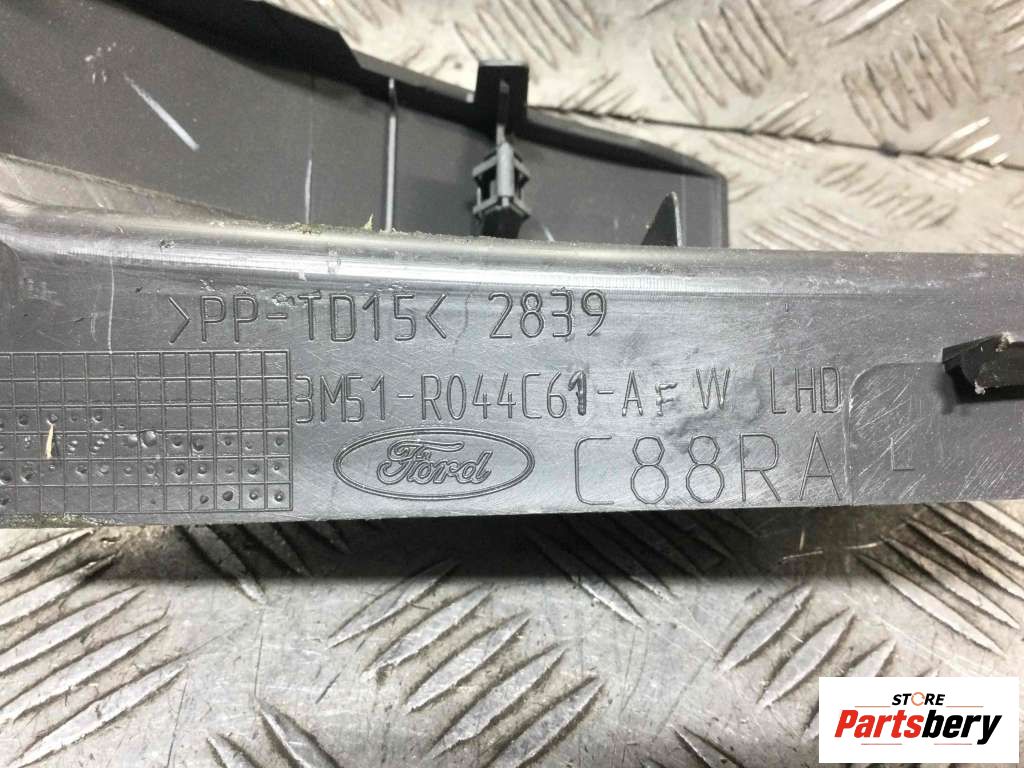 >PP-TD15< 2839
3M51-R044C61-AFW LHD
Ford
C88RA
STORE
Partsbery